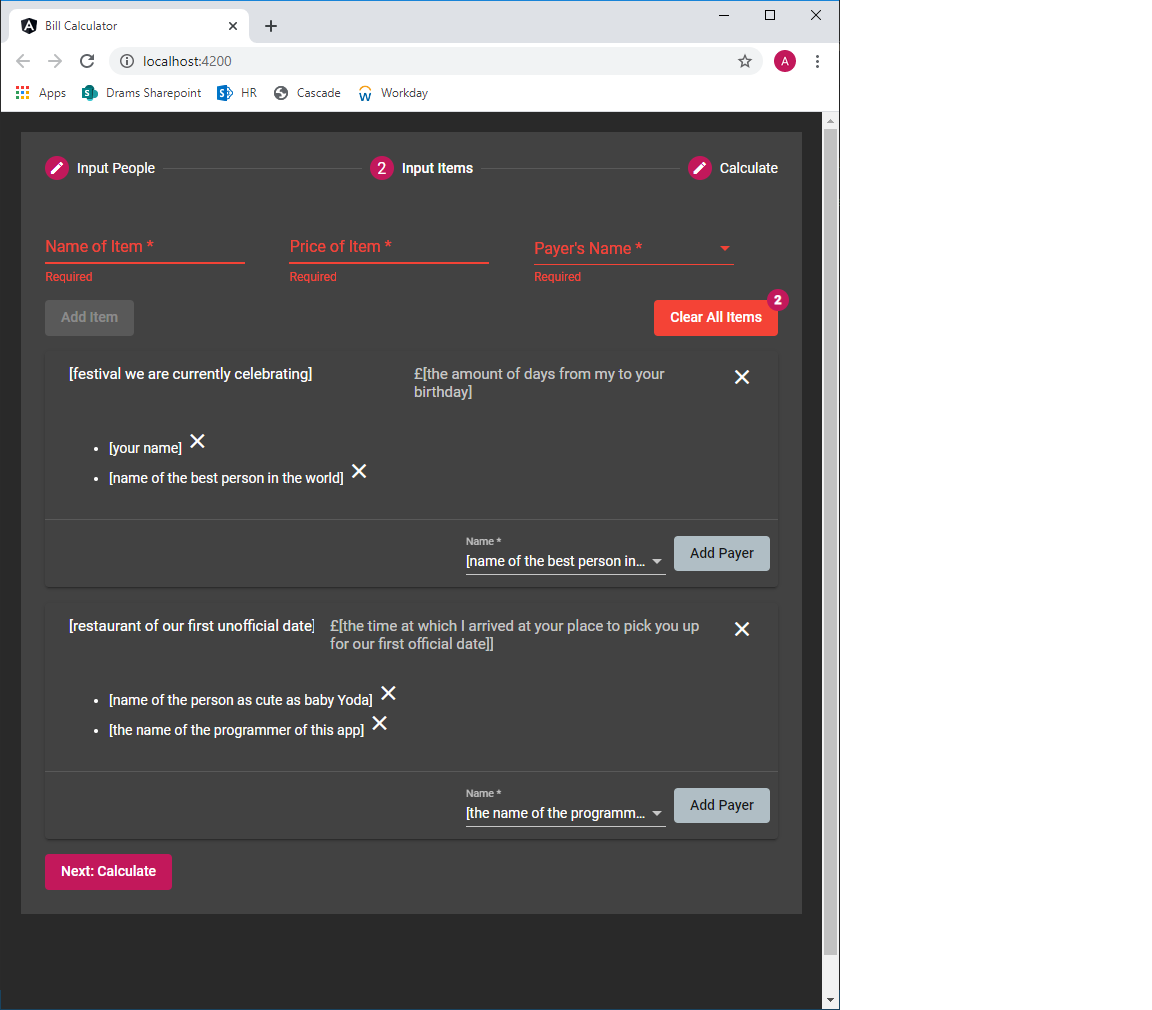 Bill Calculator
localhost:4200
A
Apps Drams Sharepoint HR Cascade Workday
Input People 2 Input Items Calculate
Name of Item * Price of Item * Payer's Name *
Required Required Required
Add Item Clear All Items 2
[festival we are currently celebrating] £[the amount of days from my to your
birthday]
[your name]
[name of the best person in the world]
Name *
[name of the best person in... Add Payer
[restaurant of our first unofficial date] £[the time at which I arrived at your place to pick you up
for our first official date]]
[name of the person as cute as baby Yoda]
[the name of the programmer of this app]
Name *
[the name of the programm... Add Payer
Next: Calculate